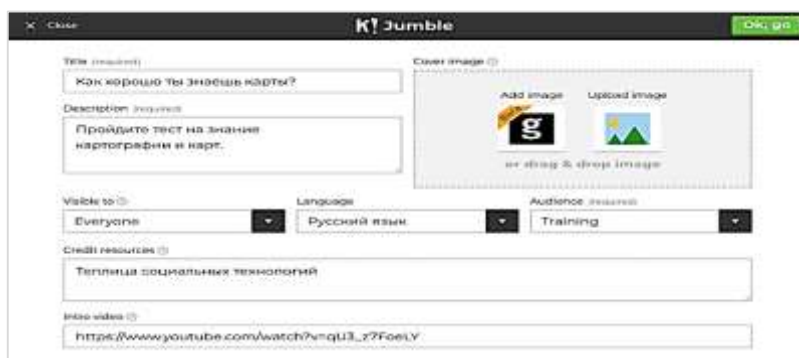 × Close
K! Jumble
Ok, go
Title (required)
Как хорошо ты знаешь карты?
Cover image
Description (required)
Пройдите тест на знание
картографии и карт.
Add image
Upload image
g
or drag & drop image
Visible to
Language
Audience (required)
Everyone
Русский язык
Training
Credit resources
Теплица социальных технологий
Intro video
https://www.youtube.com/watch?v=qU3_z7FoeLY